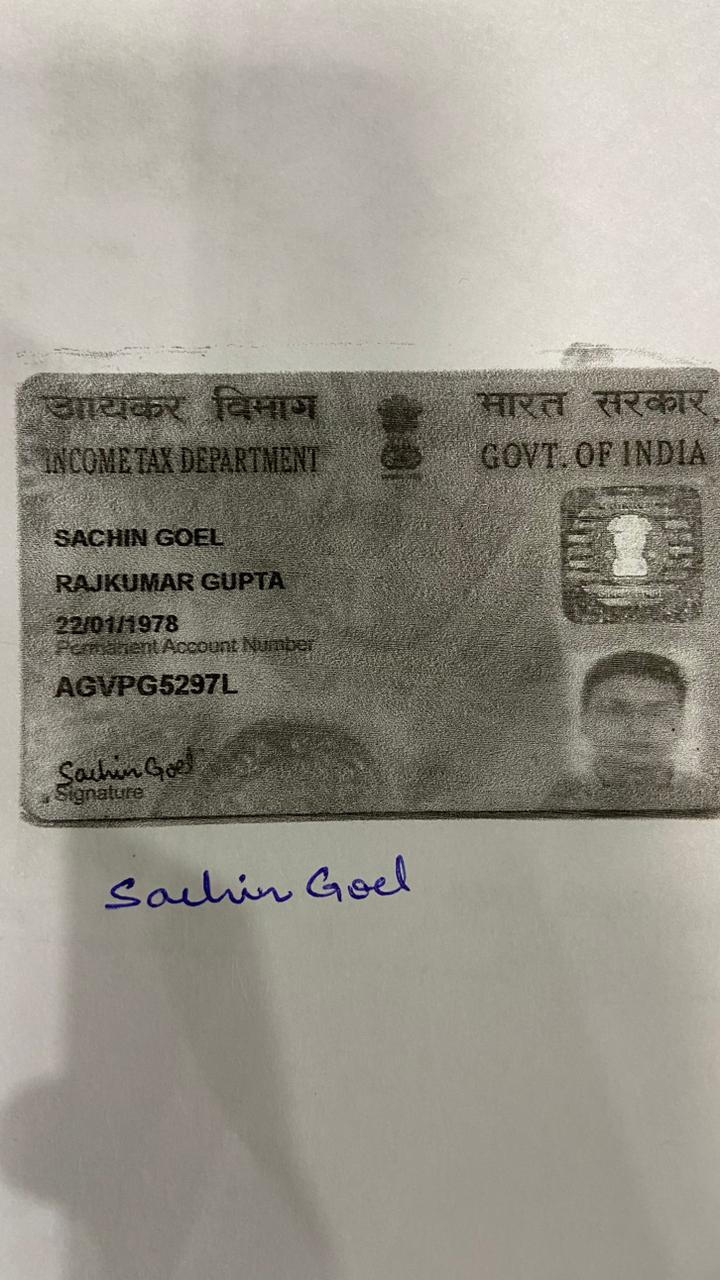 आयकर विभाग
भारत सरकार
INCOME TAX DEPARTMENT
GOVT. OF INDIA
SACHIN GOEL
RAJKUMAR GUPTA
22/01/1978
Permanent Account Number
AGVPG5297L
Sachin Goel
Signature
Sachin Goel